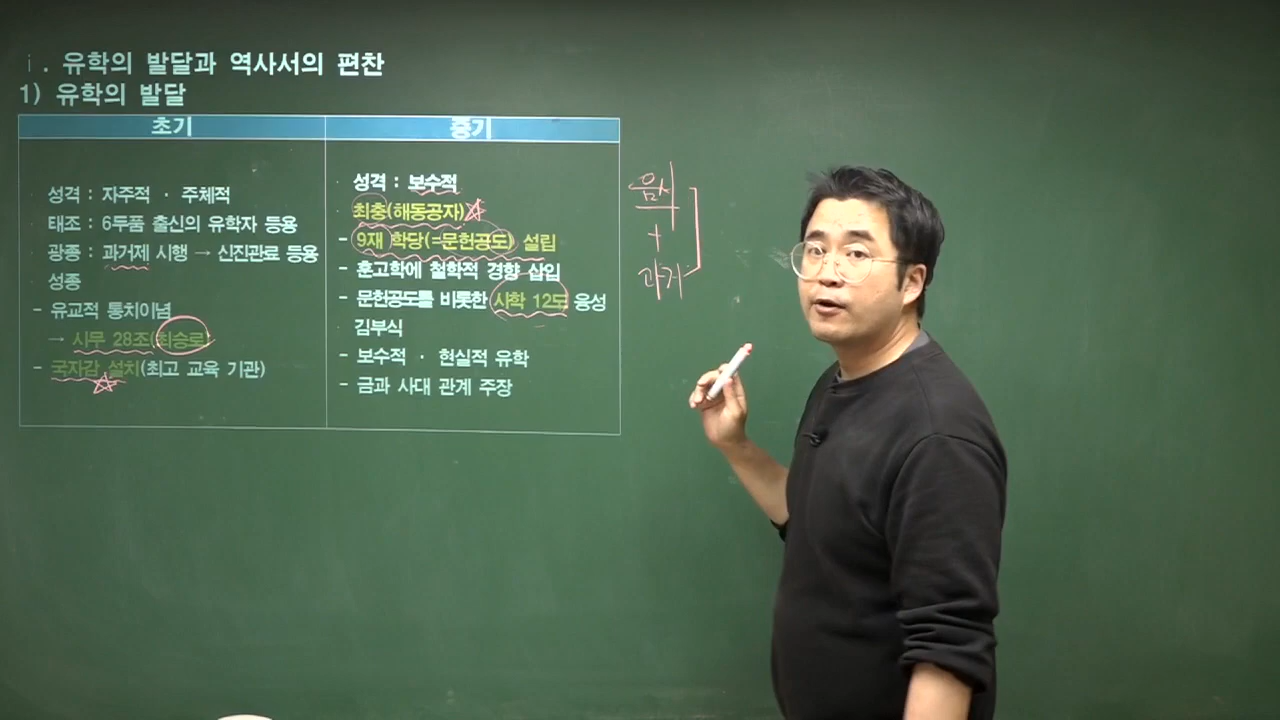 ⅰ. 유학의 발달과 역사서의 편찬
1) 유학의 발달
초기
성격 : 자주적 · 주체적
태조 : 6두품 출신의 유학자 등용
광종 : 과거제 시행 → 신진관료 등용
성종
- 유교적 통치이념
→ 시무 28조(최승로)
- 국자감 설치(최고 교육 기관)
중기
성격 : 보수적
최충(해동공자)
- 9재 학당(=문헌공도) 설립
- 훈고학에 철학적 경향 삽입
- 문헌공도를 비롯한 사학 12도 융성
김부식
- 보수적 · 현실적 유학
- 금과 사대 관계 주장
음서
+
과거